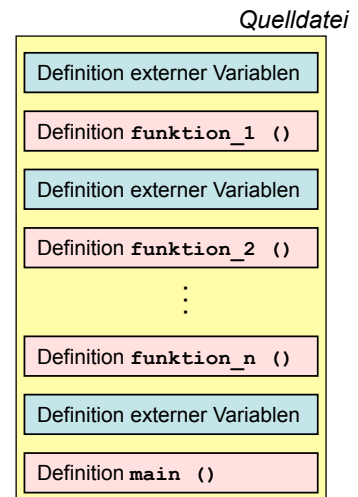 Quelldatei
Definition externer Variablen
Definition funktion_1 ()
Definition externer Variablen
Definition funktion_2 ()
⋮
Definition funktion_n ()
Definition externer Variablen
Definition main ()